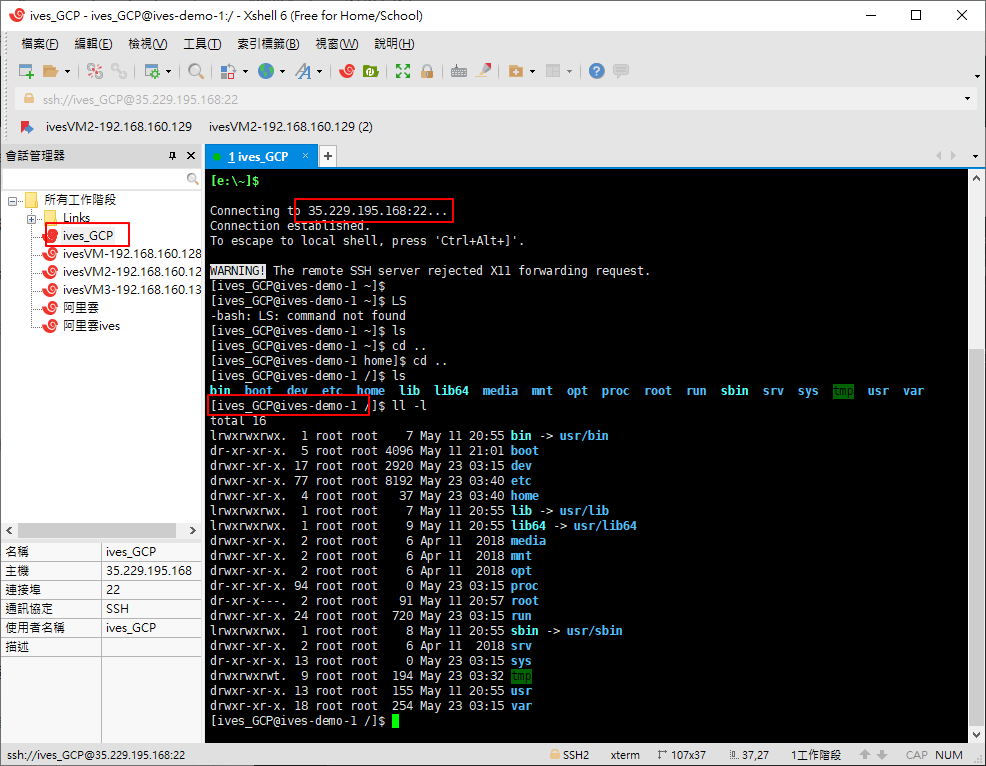 ives_GCP - ives_GCP@ives-demo-1:/ - Xshell 6 (Free for Home/School)
檔案(F) 編輯(E) 檢視(V) 工具(T) 索引標籤(B) 視窗(W) 說明(H)
ssh://ives_GCP@35.229.195.168:22
ivesVM2-192.168.160.129 ivesVM2-192.168.160.129 (2)
會話管理器
所有工作階段
Links
ives_GCP
ivesVM-192.168.160.128
ivesVM2-192.168.160.12
ivesVM3-192.168.160.13
阿里雲
阿里雲ives
名稱 ives_GCP
主機 35.229.195.168
連接埠 22
通訊協定 SSH
使用者名稱 ives_GCP
描述
1 ives_GCP
[e:\~]$
Connecting to 35.229.195.168:22...
Connection established.
To escape to local shell, press 'Ctrl+Alt+]'.
WARNING! The remote SSH server rejected X11 forwarding request.
[ives_GCP@ives-demo-1 ~]$
[ives_GCP@ives-demo-1 ~]$ LS
-bash: LS: command not found
[ives_GCP@ives-demo-1 ~]$ ls
[ives_GCP@ives-demo-1 ~]$ cd ..
[ives_GCP@ives-demo-1 home]$ cd ..
[ives_GCP@ives-demo-1 /]$ ls
bin boot dev etc home lib lib64 media mnt opt proc root run sbin srv sys tmp usr var
[ives_GCP@ives-demo-1 /]$ ll -l
total 16
lrwxrwxrwx. 1 root root 7 May 11 20:55 bin -> usr/bin
dr-xr-xr-x. 5 root root 4096 May 11 21:01 boot
drwxr-xr-x. 17 root root 2920 May 23 03:15 dev
drwxr-xr-x. 77 root root 8192 May 23 03:40 etc
drwxr-xr-x. 4 root root 37 May 23 03:40 home
lrwxrwxrwx. 1 root root 7 May 11 20:55 lib -> usr/lib
lrwxrwxrwx. 1 root root 9 May 11 20:55 lib64 -> usr/lib64
drwxr-xr-x. 2 root root 6 Apr 11 2018 media
drwxr-xr-x. 2 root root 6 Apr 11 2018 mnt
drwxr-xr-x. 2 root root 6 Apr 11 2018 opt
dr-xr-xr-x. 94 root root 0 May 23 03:15 proc
dr-xr-x---. 2 root root 91 May 11 20:57 root
drwxr-xr-x. 24 root root 720 May 23 03:15 run
lrwxrwxrwx. 1 root root 8 May 11 20:55 sbin -> usr/sbin
drwxr-xr-x. 2 root root 6 Apr 11 2018 srv
dr-xr-xr-x. 13 root root 0 May 23 03:15 sys
drwxrwxrwt. 9 root root 194 May 23 03:32 tmp
drwxr-xr-x. 13 root root 155 May 11 20:55 usr
drwxr-xr-x. 18 root root 254 May 23 03:15 var
[ives_GCP@ives-demo-1 /]$
ssh://ives_GCP@35.229.195.168:22 SSH2 xterm 107x37 37,27 1工作階段 CAP NUM